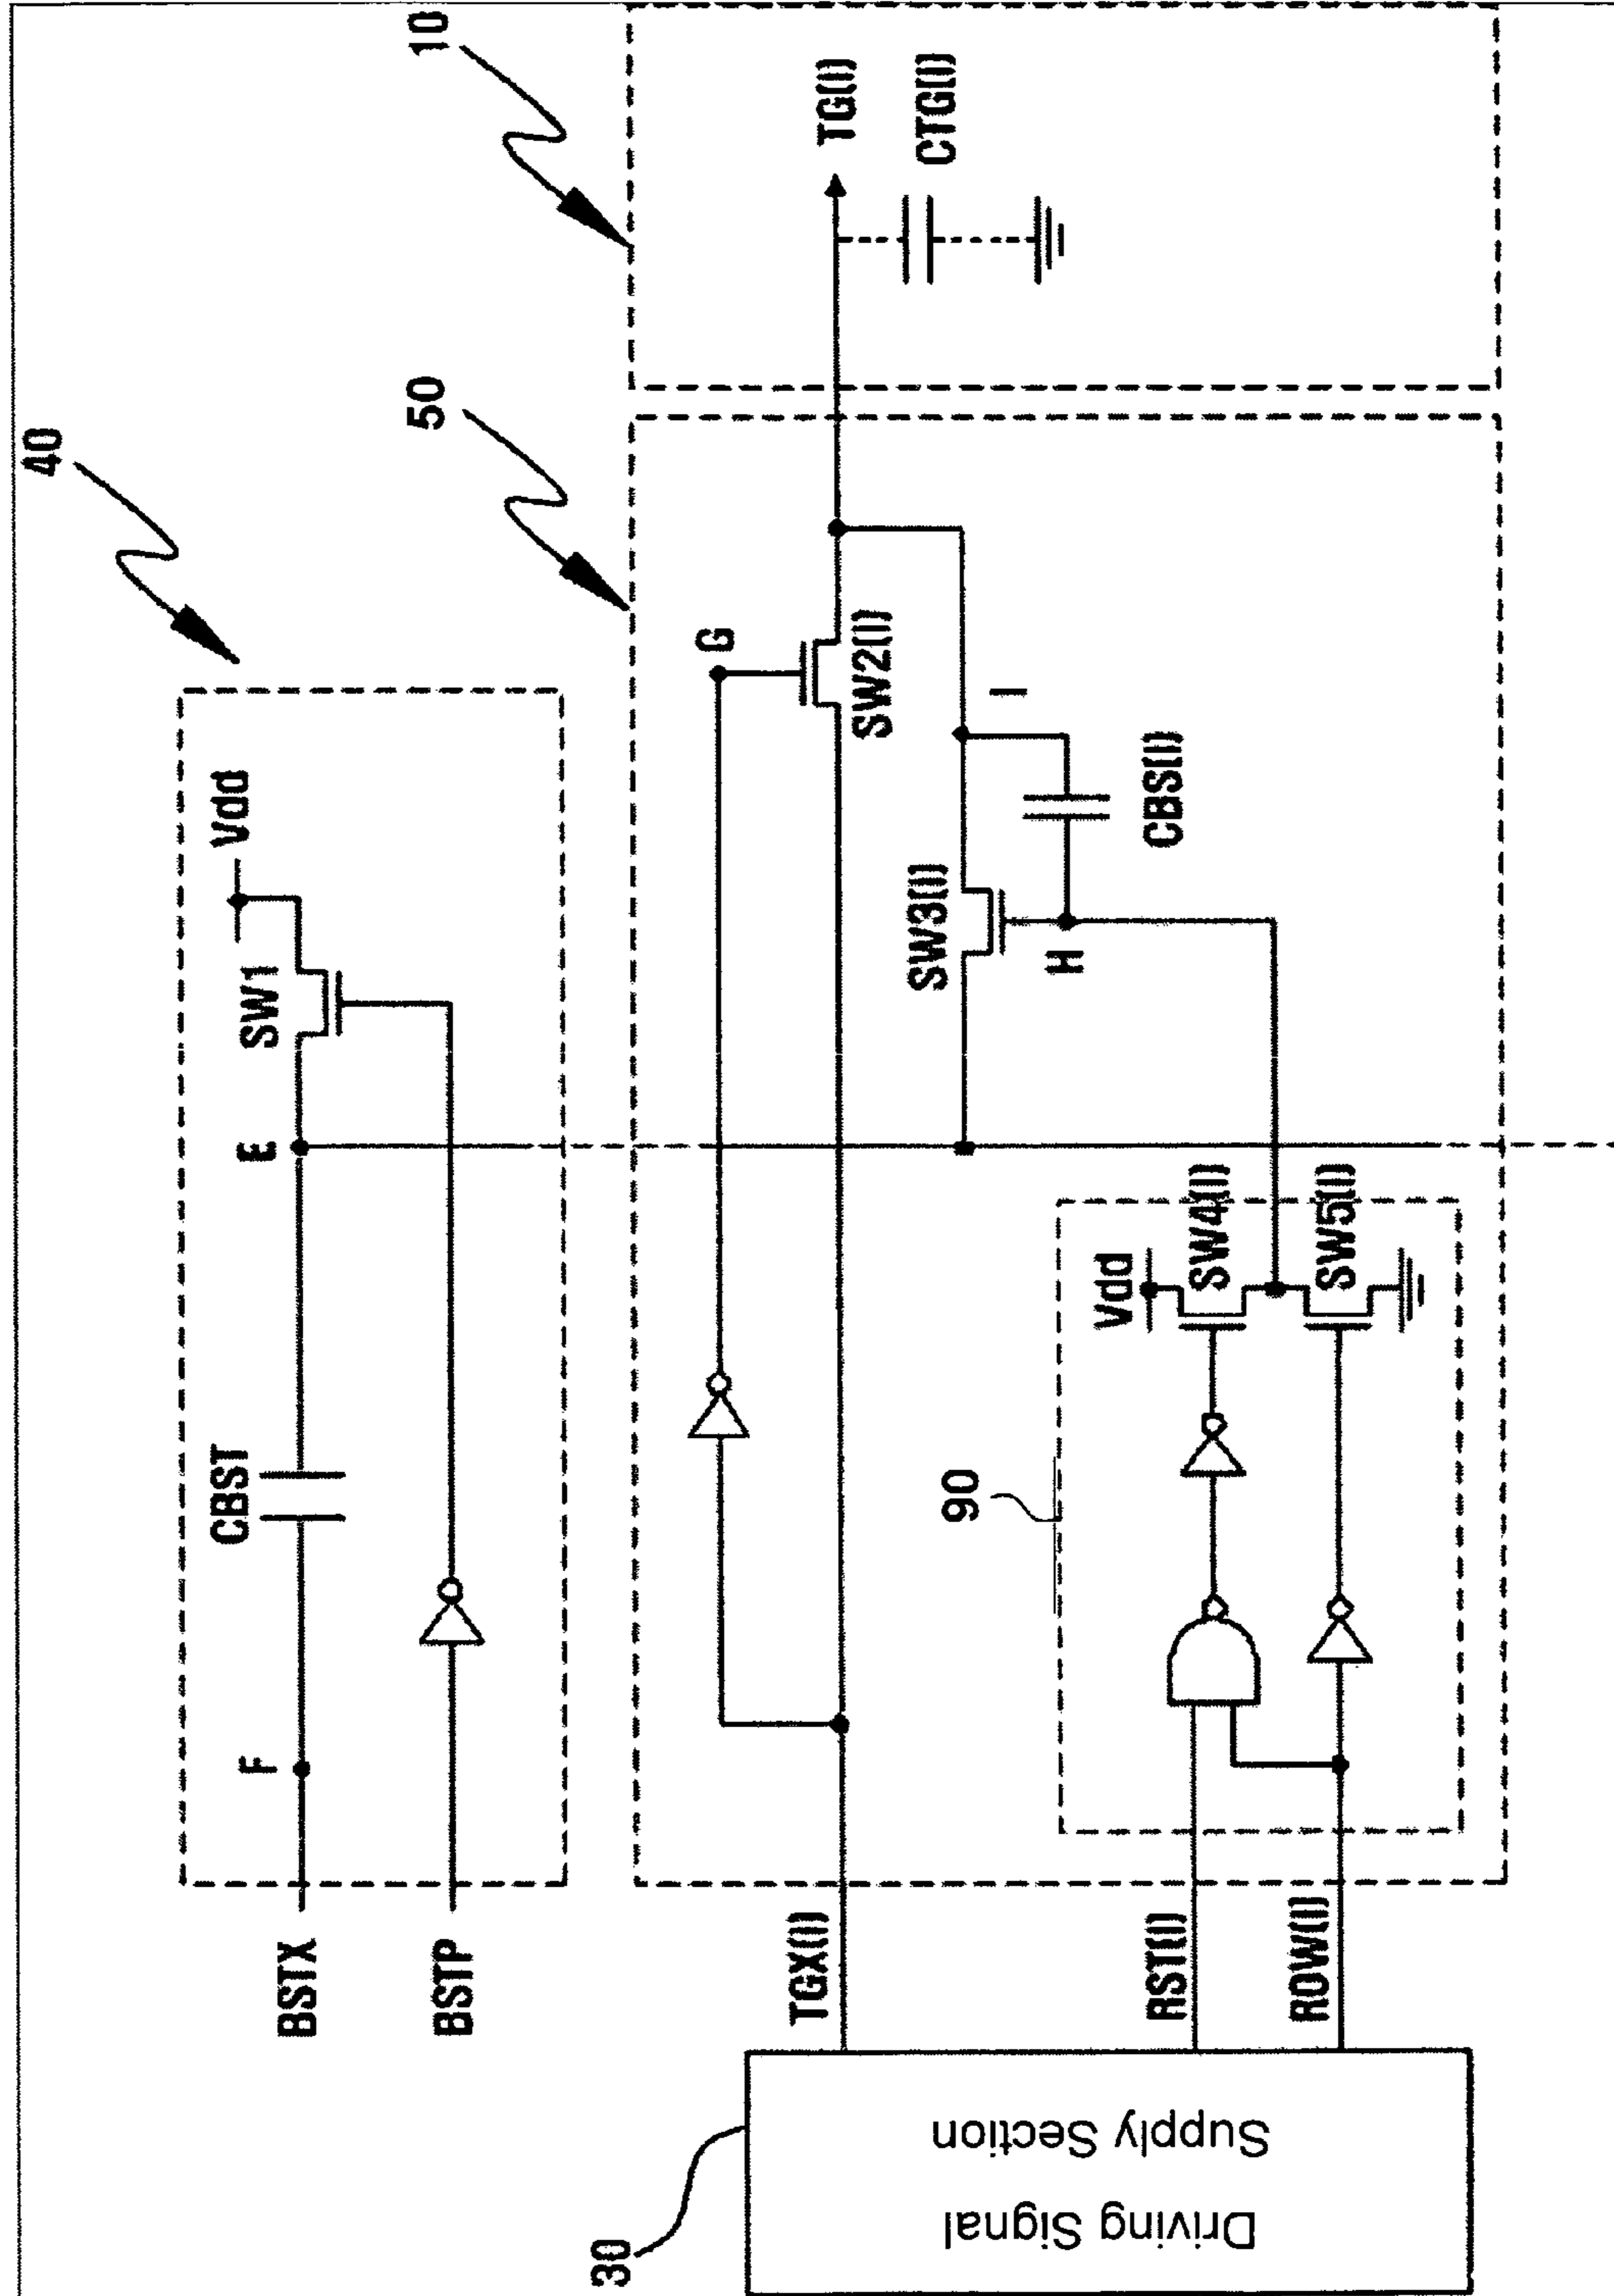 40
Vdd
SW1
E
CBST
F
BSTX
BSTP
10
50
TG(I)
CTG(I)
G
SW2(I)
I
CBS(I)
SW3(I)
H
Vdd
SW4(I)
SW5(I)
90
TGX(I)
RST(I)
ROW(I)
30
Driving Signal
Supply Section